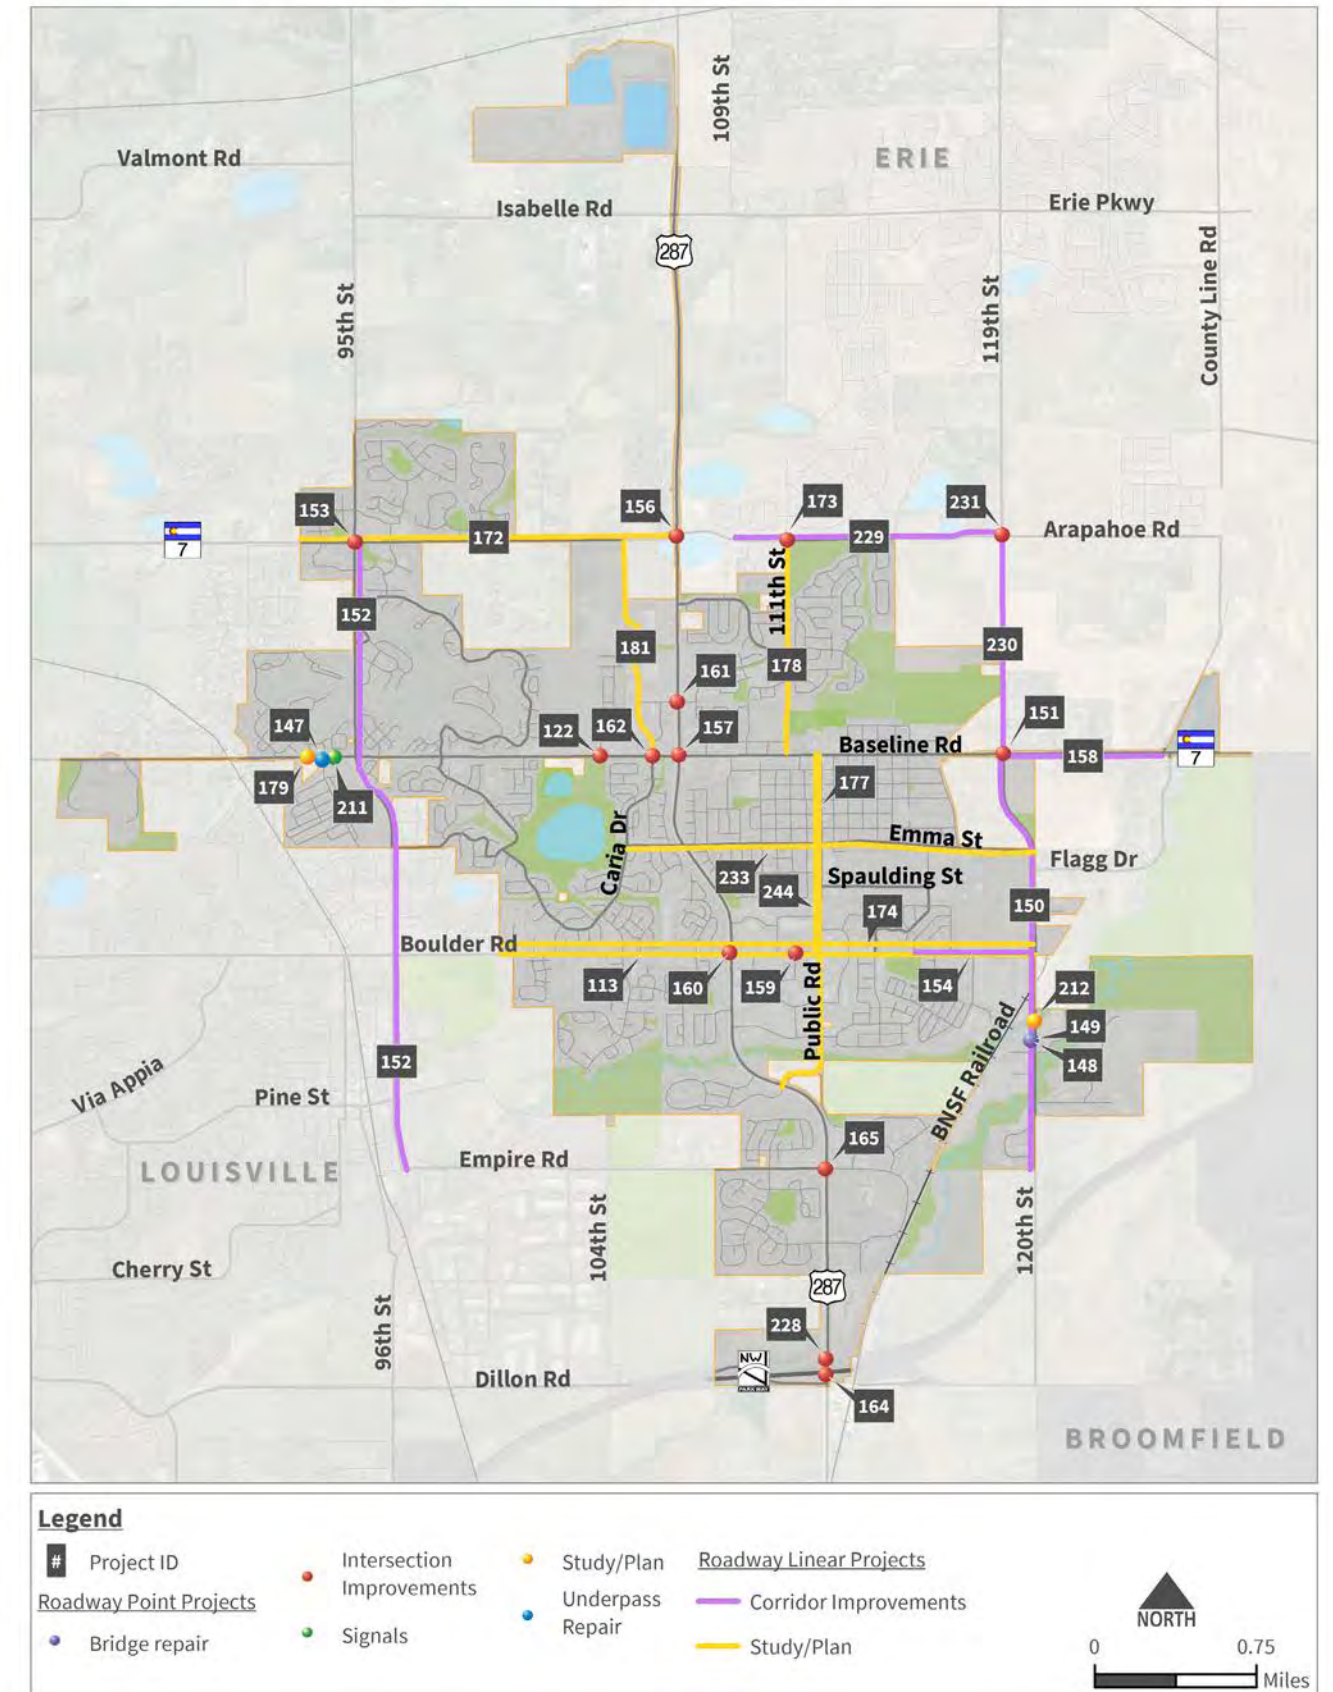 109th St
Valmont Rd
ERIE
Isabelle Rd
Erie Pkwy
287
95th St
119th St
County Line Rd
153
156
173
231
7
172
229
Arapahoe Rd
111th St
152
181
178
230
161
147
122
162
157
151
Baseline Rd
158
7
179
211
177
Caria Dr
Emma St
Flagg Dr
233
244
Spaulding St
174
150
Boulder Rd
113
160
159
Public Rd
154
212
149
148
BNSF Railroad
152
Via Appia
Pine St
LOUISVILLE
Empire Rd
165
104th St
120th St
Cherry St
287
96th St
228
NW
PARKWAY
Dillon Rd
164
BROOMFIELD
Legend
# Project ID
Roadway Point Projects
Bridge repair
Intersection
Improvements
Signals
Study/Plan
Underpass
Repair
Roadway Linear Projects
Corridor Improvements
Study/Plan
NORTH
0 0.75
Miles